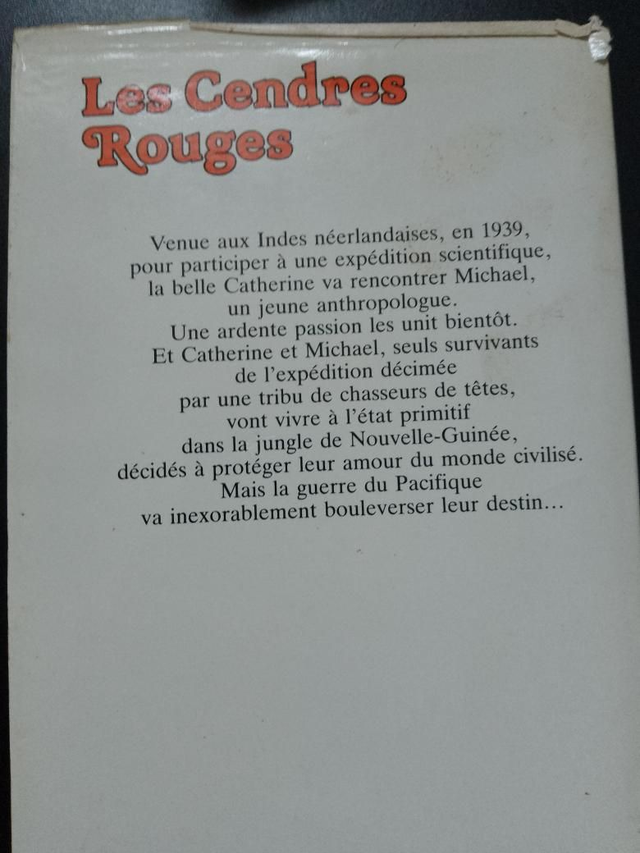 Les Cendres
Rouges
Venue aux Indes néerlandaises, en 1939,
pour participer à une expédition scientifique,
la belle Catherine va rencontrer Michael,
un jeune anthropologue.
Une ardente passion les unit bientôt.
Et Catherine et Michael, seuls survivants
de l'expédition décimée
par une tribu de chasseurs de têtes,
vont vivre à l'état primitif
dans la jungle de Nouvelle-Guinée,
décidés à protéger leur amour du monde civilisé.
Mais la guerre du Pacifique
va inexorablement bouleverser leur destin...